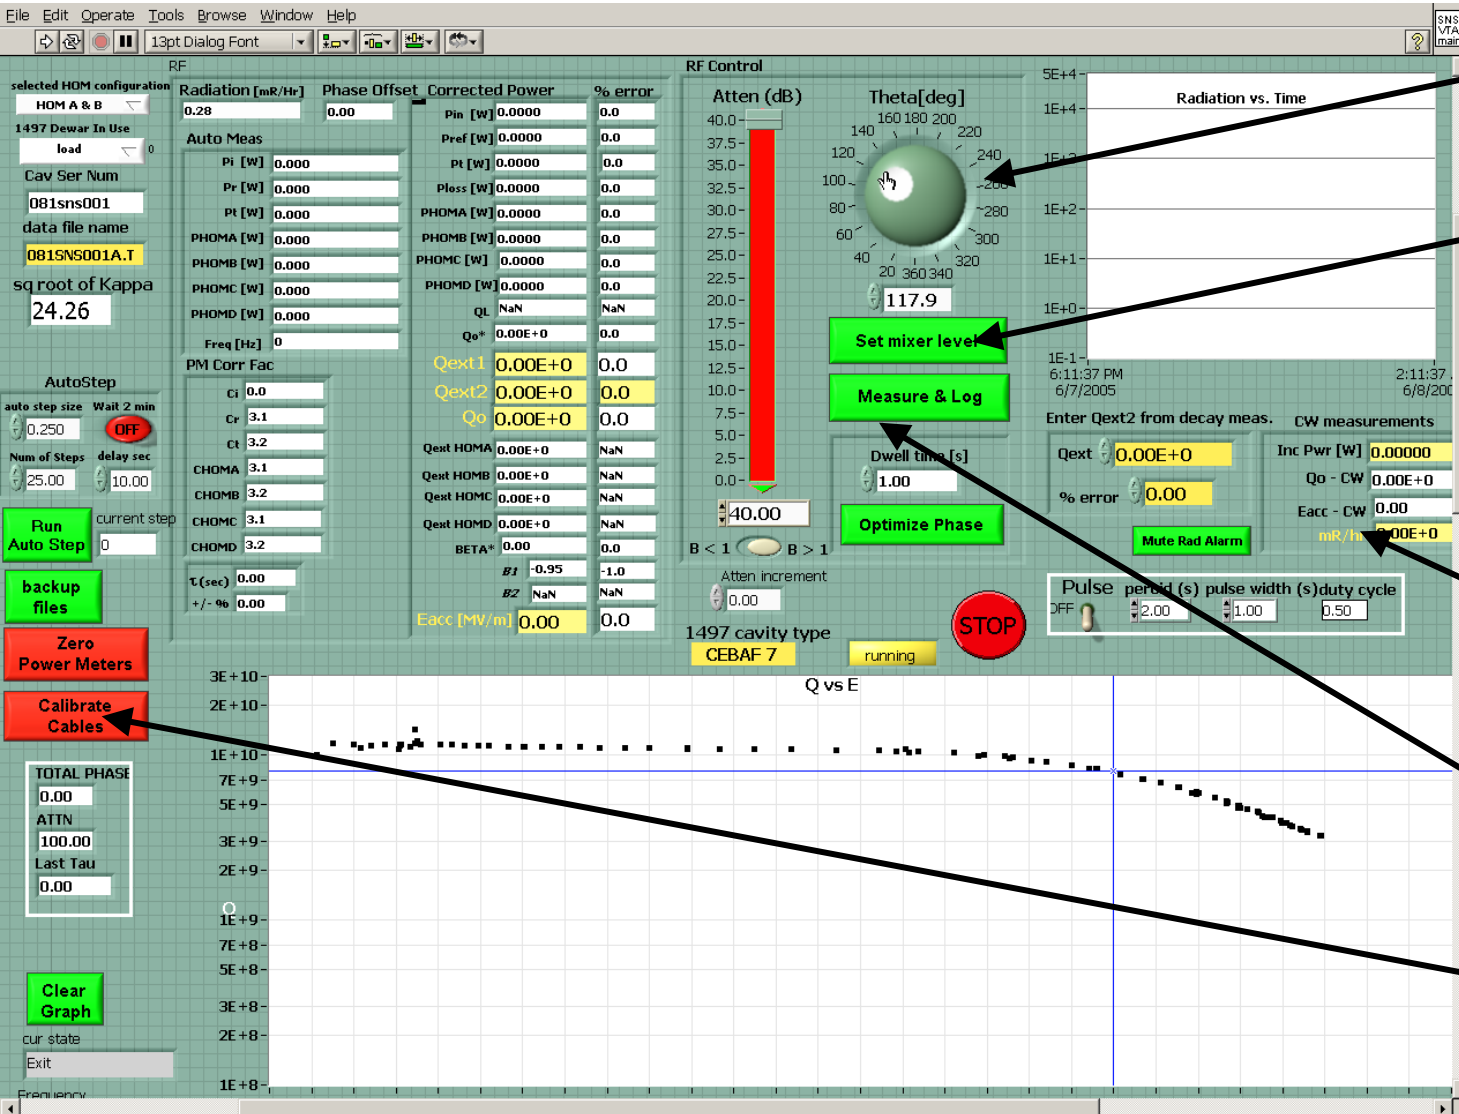 File Edit Operate Tools Browse Window Help
SNS
VTA
main
13pt Dialog Font
?
RF
selected HOM configuration
HOM A & B
1497 Dewar In Use
load
0
Cav Ser Num
081sns001
data file name
081SNS001A.T
sq root of Kappa
24.26
AutoStep
auto step size Wait 2 min
0.250 OFF
Num of Steps delay sec
25.00 10.00
Run
Auto Step
current step
0
backup
files
Zero
Power Meters
Calibrate
Cables
TOTAL PHASE
0.00
ATTN
100.00
Last Tau
0.00
Clear
Graph
cur state
Exit
Frequency
Radiation [mR/Hr] Phase Offset
0.28 0.00
Auto Meas
Pi [W] 0.000
Pr [W] 0.000
Pt [W] 0.000
PHOMA [W] 0.000
PHOMB [W] 0.000
PHOMC [W] 0.000
PHOMD [W] 0.000
Freq [Hz] 0
PM Corr Fac
Ci 0.0
Cr 3.1
Ct 3.2
CHOMA 3.1
CHOMB 3.2
CHOMC 3.1
CHOMD 3.2
τ(sec) 0.00
+/- % 0.00
Corrected Power % error
Pin [W] 0.0000 0.0
Pref [W] 0.0000 0.0
Pt [W] 0.0000 0.0
Ploss [W] 0.0000 0.0
PHOMA [W] 0.0000 0.0
PHOMB [W] 0.0000 0.0
PHOMC [W] 0.0000 0.0
PHOMD [W] 0.0000 0.0
QL NaN NaN
Qo* 0.00E+0 0.0
Qext1 0.00E+0 0.0
Qext2 0.00E+0 0.0
Qo 0.00E+0 0.0
Qext HOMA 0.00E+0 NaN
Qext HOMB 0.00E+0 NaN
Qext HOMC 0.00E+0 NaN
Qext HOMD 0.00E+0 NaN
BETA* 0.00 0.0
B1 -0.95 -1.0
B2 NaN NaN
Eacc [MV/m] 0.00 0.0
RF Control
Atten (dB)
40.0
37.5
35.0
32.5
30.0
27.5
25.0
22.5
20.0
17.5
15.0
12.5
10.0
7.5
5.0
2.5
0.0
40.00
B < 1 B > 1
Atten increment
0.00
1497 cavity type
CEBAF 7
running
STOP
Theta[deg]
160 180 200
140 220
120 240
100 260
80 280
60 300
40 320
20 360 340
117.9
Set mixer level
Measure & Log
Dwell time [s]
1.00
Optimize Phase
Radiation vs. Time
5E+4
1E+4
1E+3
1E+2
1E+1
1E+0
1E-1
6:11:37 PM 2:11:37
6/7/2005 6/8/200
Enter Qext2 from decay meas.
Qext 0.00E+0
% error 0.00
Mute Rad Alarm
CW measurements
Inc Pwr [W] 0.00000
Qo - CW 0.00E+0
Eacc - CW 0.00
mR/hr 0.00E+0
Pulse peroid (s) pulse width (s) duty cycle
OFF 2.00 1.00 0.50
Q vs E
3E+10
2E+10
1E+10
7E+9
5E+9
3E+9
2E+9
Q
1E+9
7E+8
5E+8
3E+8
2E+8
1E+8